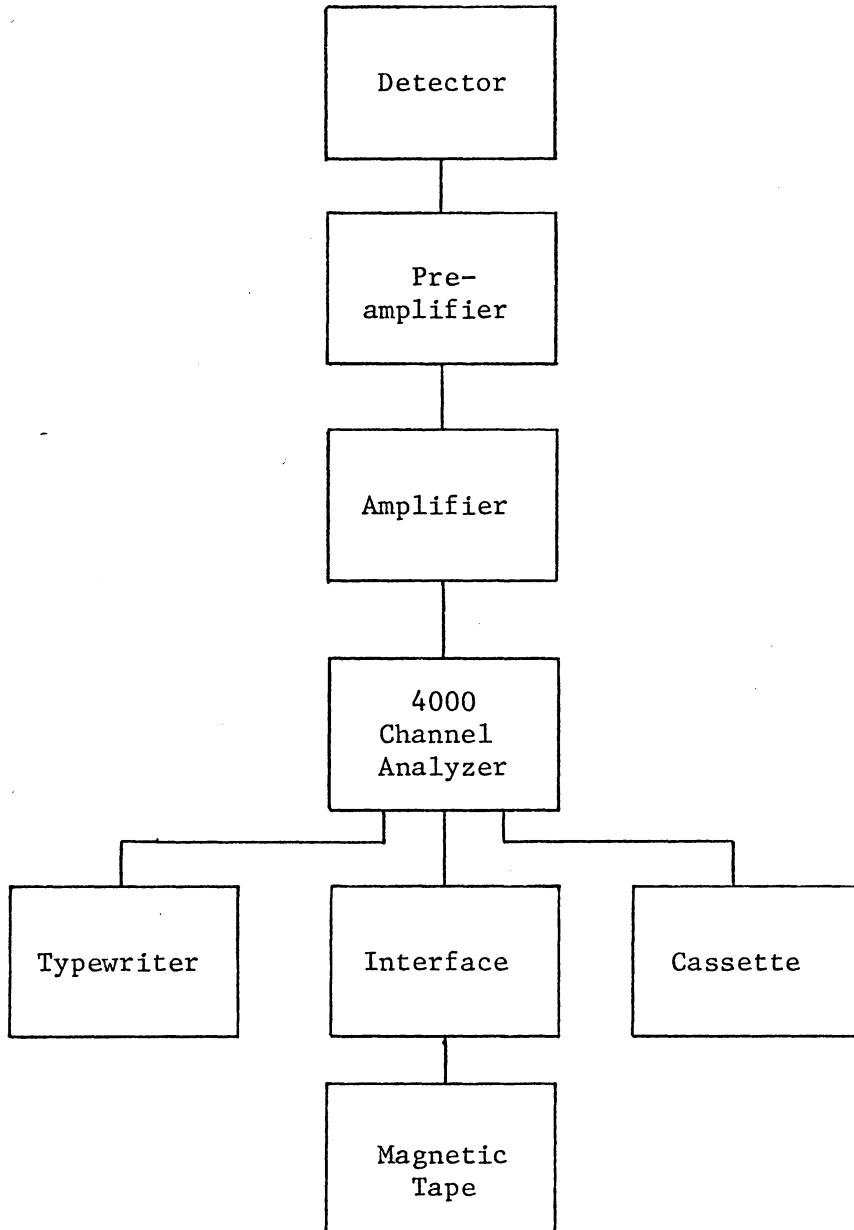 Detector
Pre-
amplifier
Amplifier
4000
Channel
Analyzer
Typewriter
Interface
Cassette
Magnetic
Tape